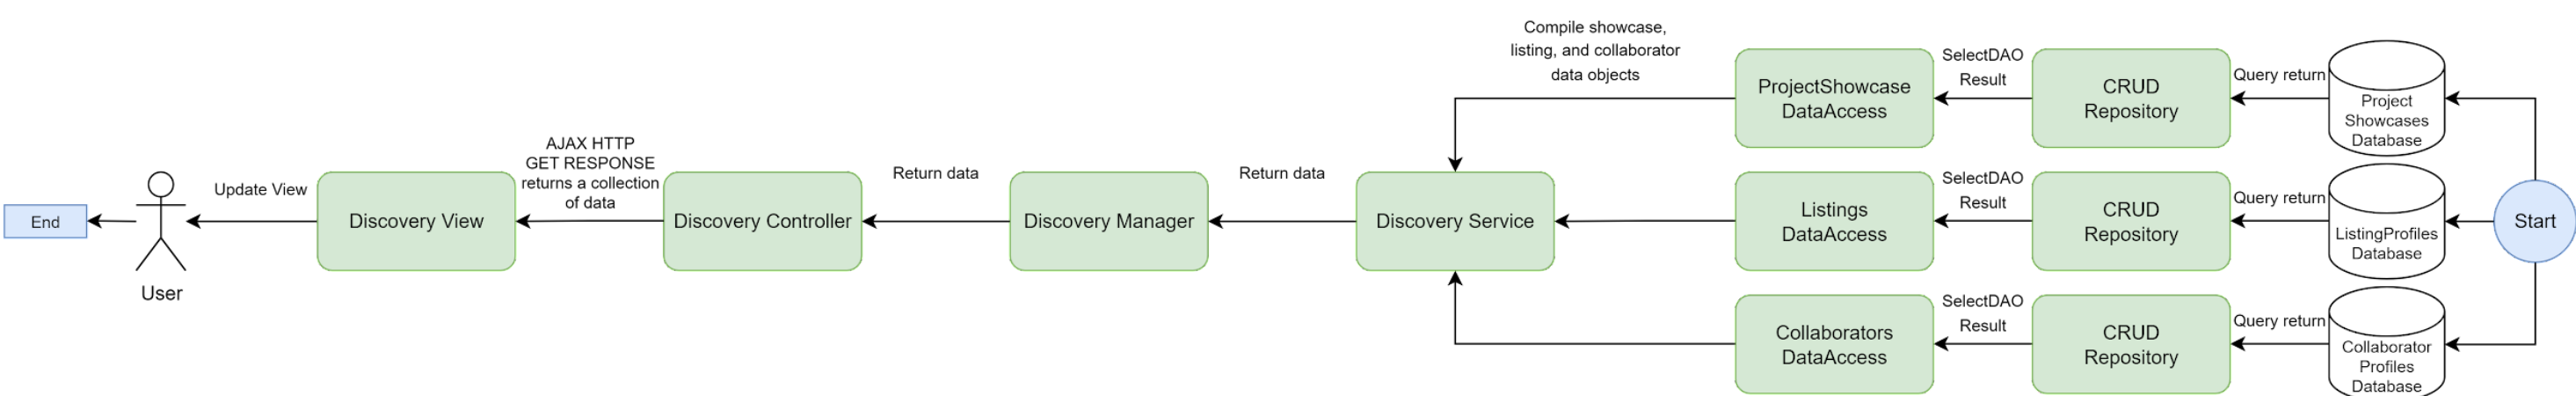 Compile showcase,
listing, and collaborator
data objects
ProjectShowcase
DataAccess
SelectDAO
Result
CRUD
Repository
Query return
Project
Showcases
Database
End
User
Update View
Discovery View
AJAX HTTP
GET RESPONSE
returns a collection
of data
Discovery Controller
Return data
Discovery Manager
Return data
Discovery Service
Listings
DataAccess
SelectDAO
Result
CRUD
Repository
Query return
ListingProfiles
Database
Start
Collaborators
DataAccess
SelectDAO
Result
CRUD
Repository
Query return
Collaborator
Profiles
Database